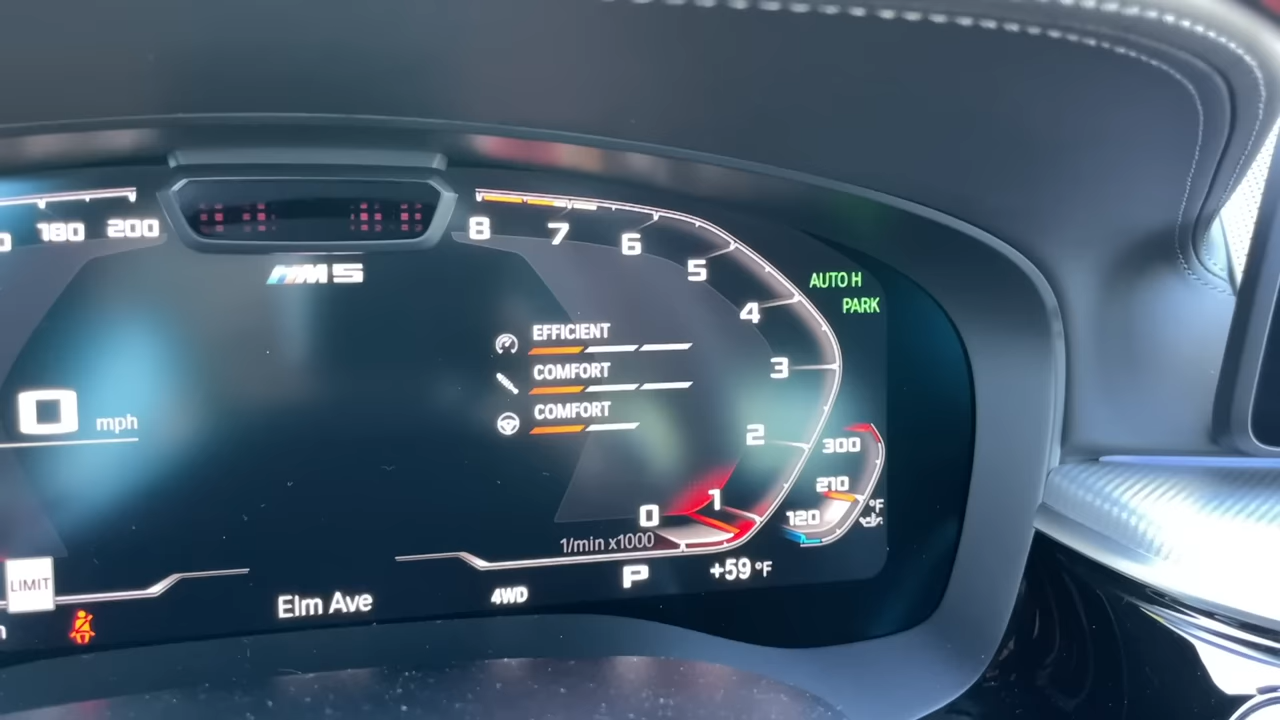 180 200
8 7 6 5 4 3 2 1 0
M5
AUTO H
PARK
EFFICIENT
COMFORT
COMFORT
0 mph
300
210
120
°F
1/min x1000
P +59 °F
LIMIT
Elm Ave 4WD